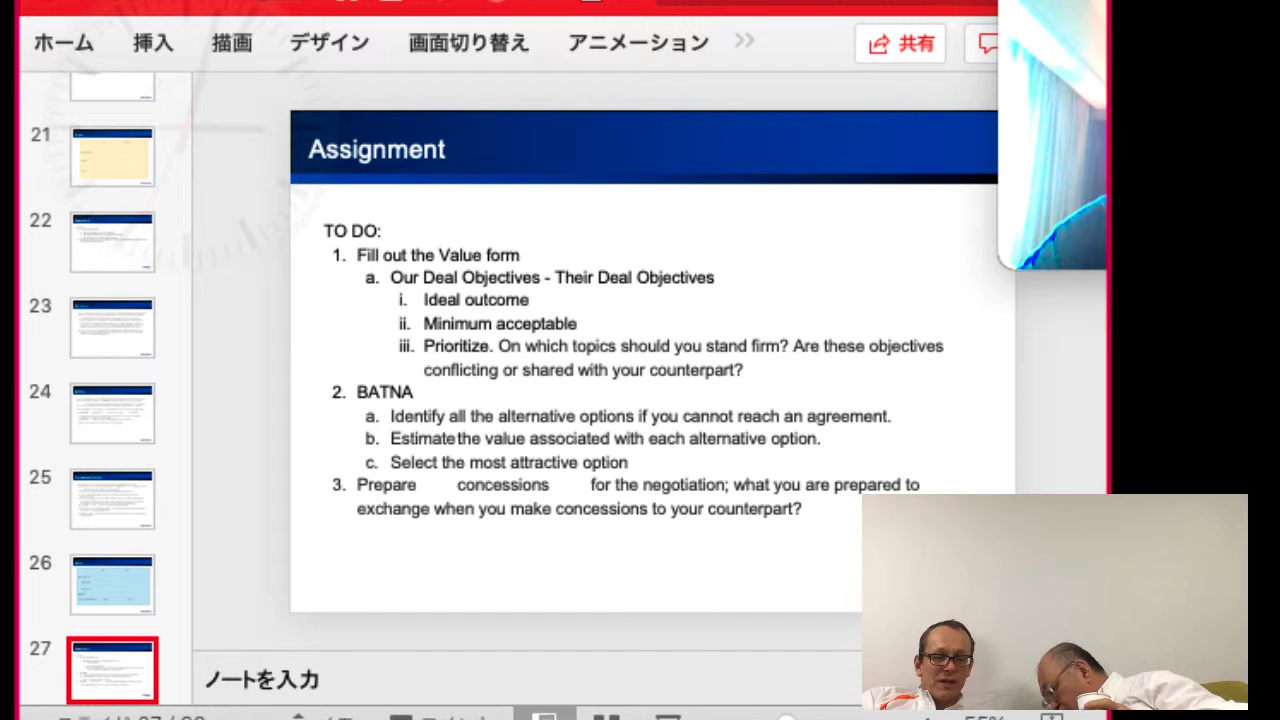 ホーム 挿入 描画 デザイン 画面切り替え アニメーション 共有
21
22
23
24
25
26
27
Assignment
TO DO:
1. Fill out the Value form
a. Our Deal Objectives - Their Deal Objectives
i. Ideal outcome
ii. Minimum acceptable
iii. Prioritize. On which topics should you stand firm? Are these objectives
conflicting or shared with your counterpart?
2. BATNA
a. Identify all the alternative options if you cannot reach an agreement.
b. Estimate the value associated with each alternative option.
c. Select the most attractive option
3. Prepare concessions for the negotiation; what you are prepared to
exchange when you make concessions to your counterpart?
ノートを入力